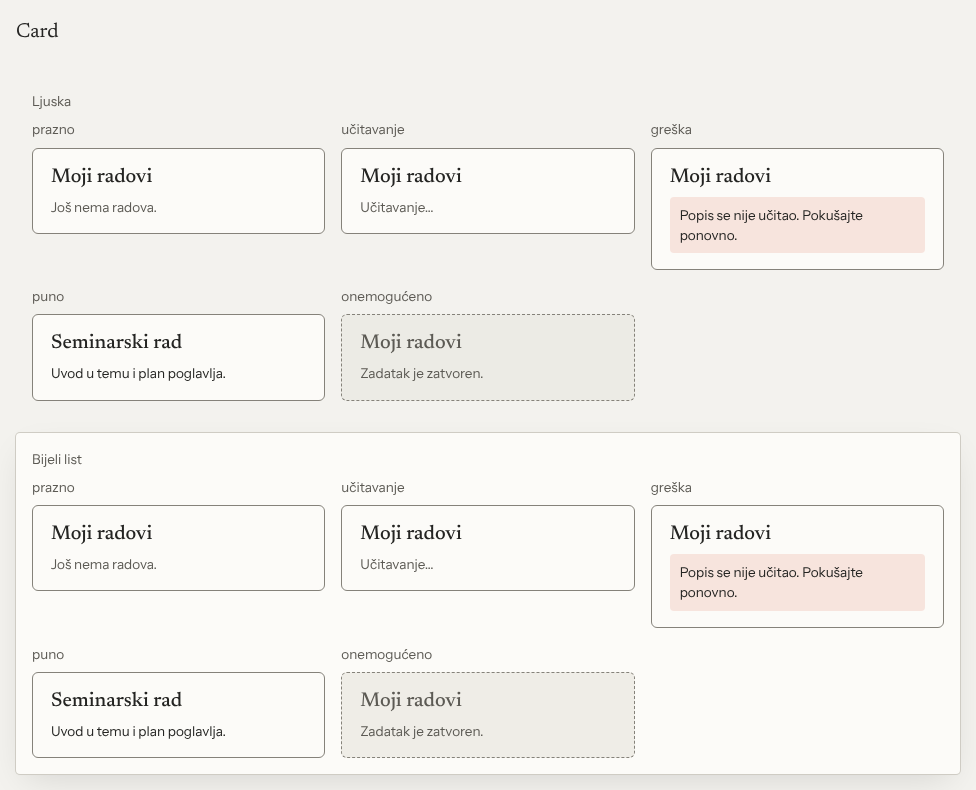 Card
Ljuska
prazno
Moji radovi
Još nema radova.
učitavanje
Moji radovi
Učitavanje…
greška
Moji radovi
Popis se nije učitao. Pokušajte
ponovno.
puno
Seminarski rad
Uvod u temu i plan poglavlja.
onemogućeno
Moji radovi
Zadatak je zatvoren.
Bijeli list
prazno
Moji radovi
Još nema radova.
učitavanje
Moji radovi
Učitavanje…
greška
Moji radovi
Popis se nije učitao. Pokušajte
ponovno.
puno
Seminarski rad
Uvod u temu i plan poglavlja.
onemogućeno
Moji radovi
Zadatak je zatvoren.